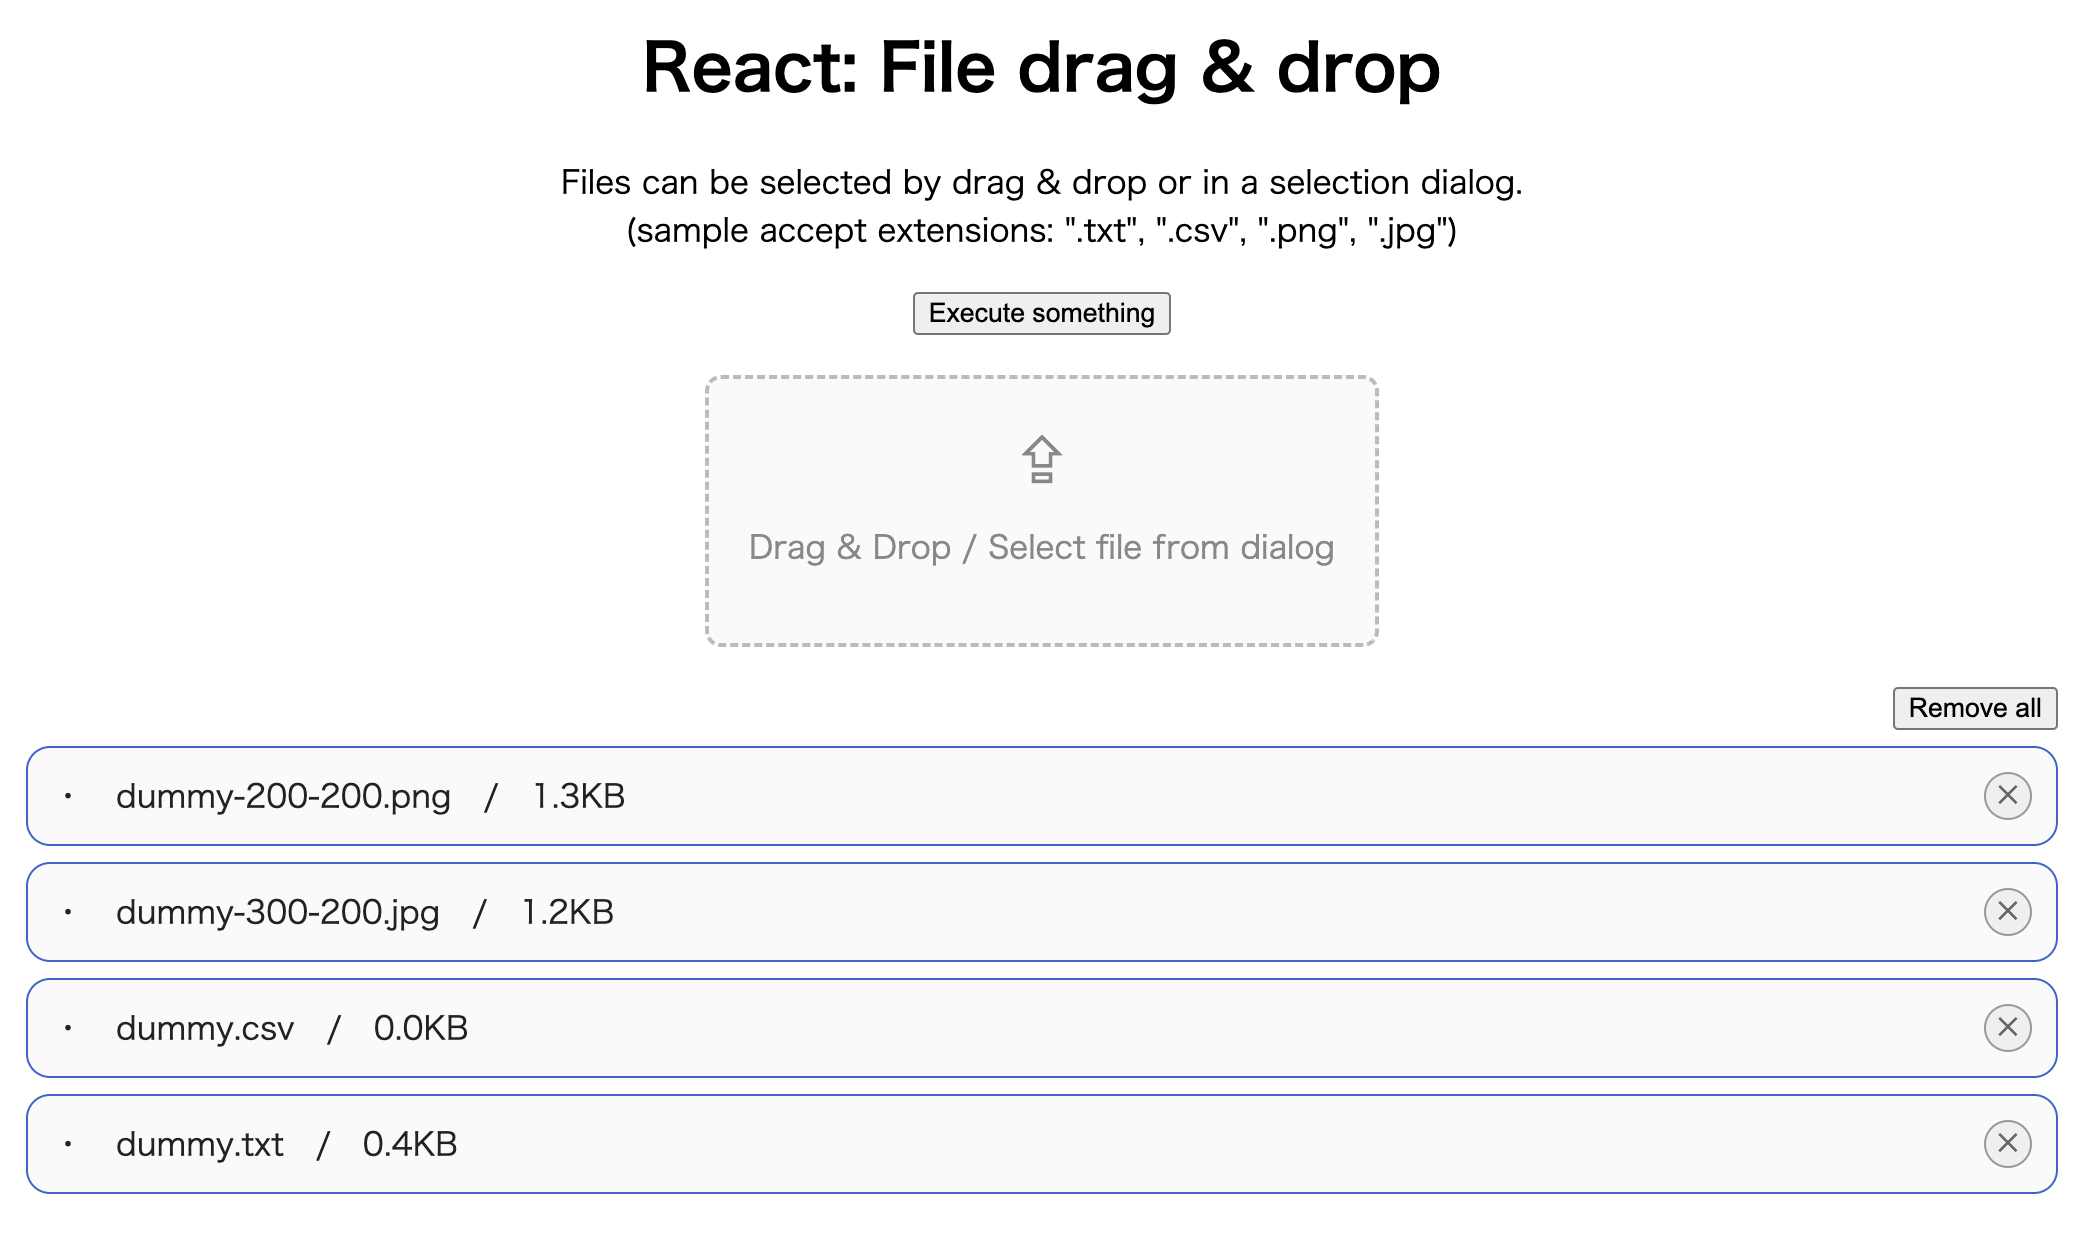 React: File drag & drop
Files can be selected by drag & drop or in a selection dialog.
(sample accept extensions: ".txt", ".csv", ".png", ".jpg")
Execute something
Drag & Drop / Select file from dialog
Remove all
・ dummy-200-200.png / 1.3KB
・ dummy-300-200.jpg / 1.2KB
・ dummy.csv / 0.0KB
・ dummy.txt / 0.4KB